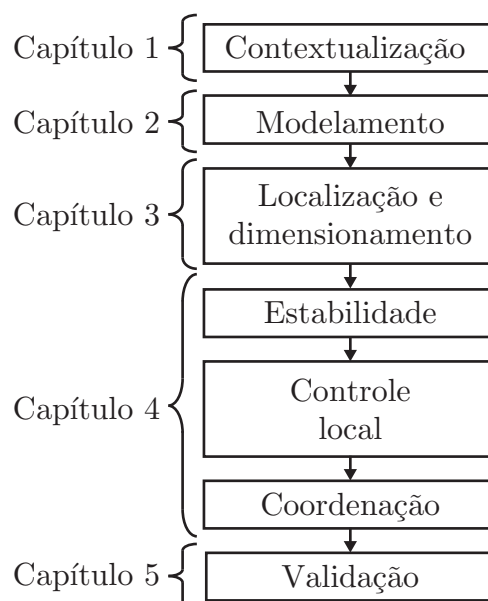 Capítulo 1
Contextualização
Capítulo 2
Modelamento
Capítulo 3
Localização e
dimensionamento
Capítulo 4
Estabilidade
Controle
local
Coordenação
Capítulo 5
Validação